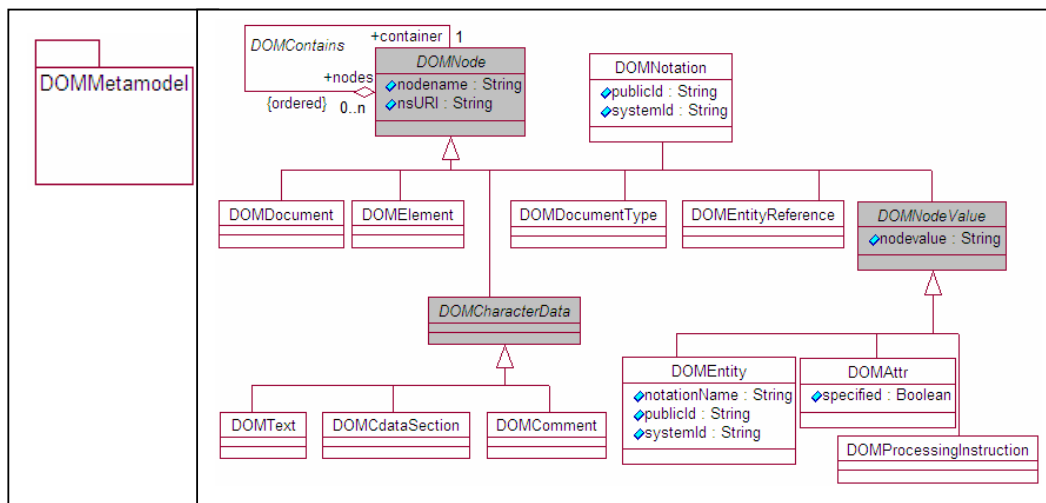 DOMMetamodel
DOMContains
+container 1
+nodes
{ordered} 0..n
DOMNode
nodename : String
nsURI : String
DOMNotation
publicId : String
systemId : String
DOMDocument
DOMElement
DOMDocumentType
DOMEntityReference
DOMNodeValue
nodevalue : String
DOMCharacterData
DOMText
DOMCdataSection
DOMComment
DOMEntity
notationName : String
publicId : String
systemId : String
DOMAttr
specified : Boolean
DOMProcessingInstruction